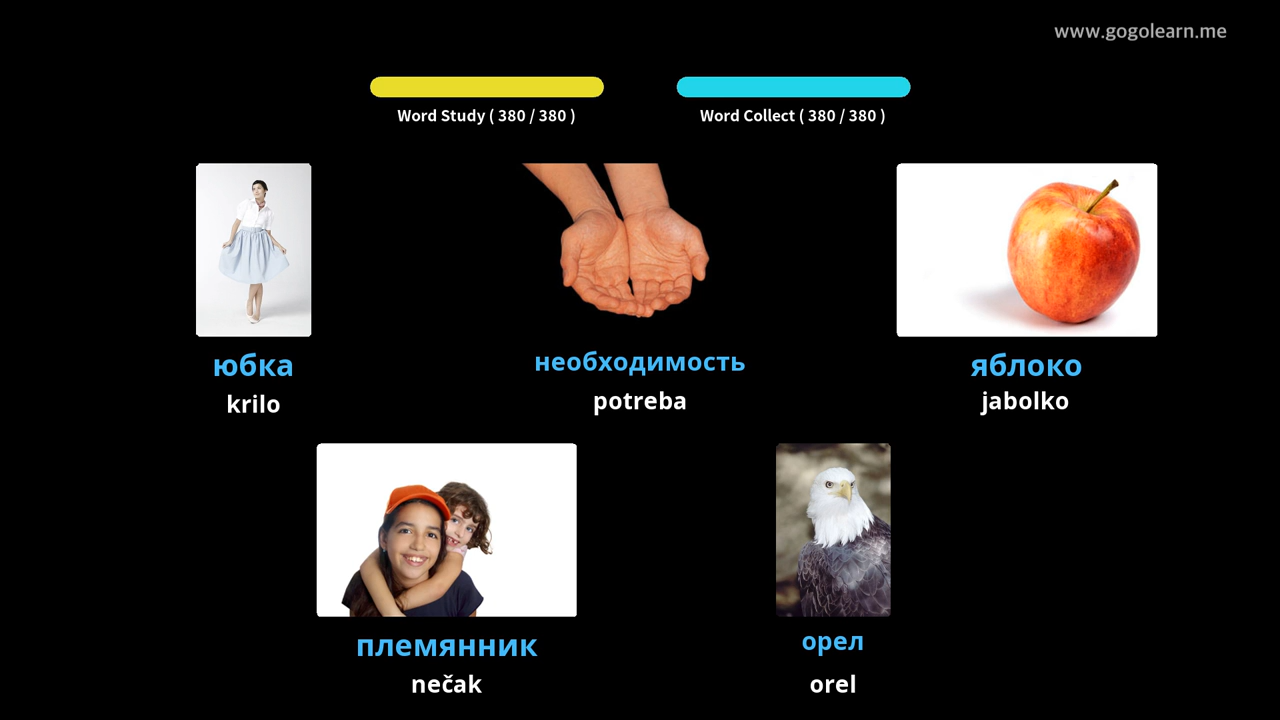 www.gogolearn.me
Word Study ( 380 / 380 )
Word Collect ( 380 / 380 )
юбка
krilo
необходимость
potreba
яблоко
jabolko
племянник
nečak
орел
orel